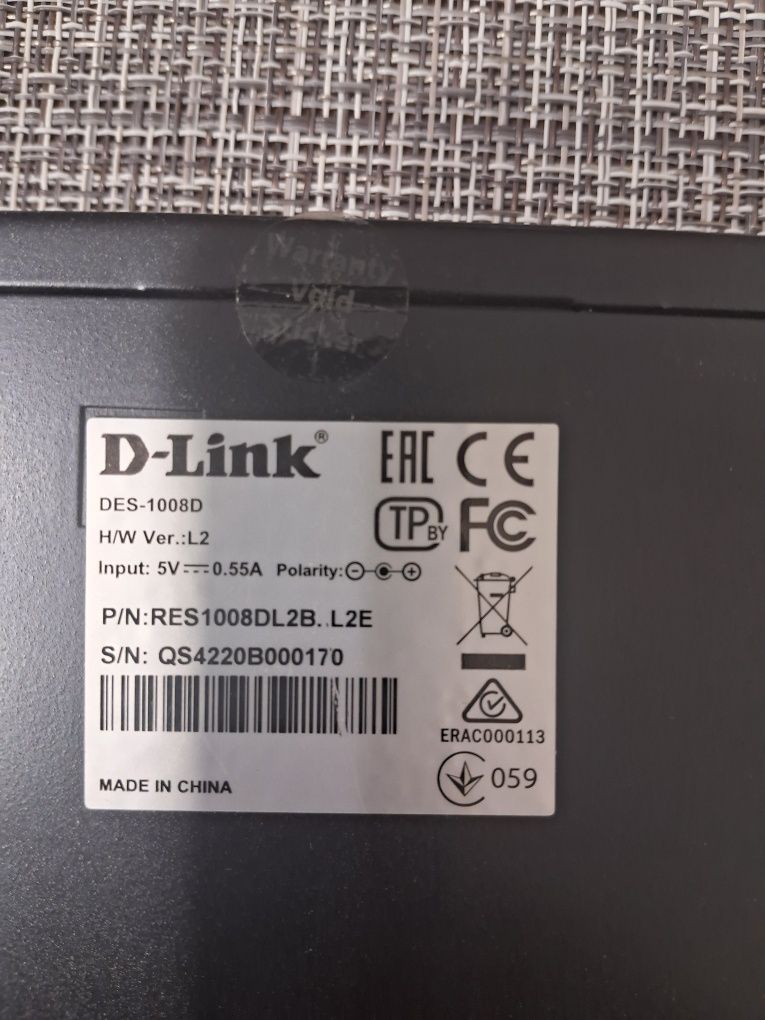 Warranty
Void
Sticker
D-Link®
EAC CE
DES-1008D
TP BY FC
H/W Ver.:L2
Input: 5V⎓0.55A Polarity:
P/N:RES1008DL2B..L2E
S/N: QS4220B000170
ERAC000113
MADE IN CHINA
059